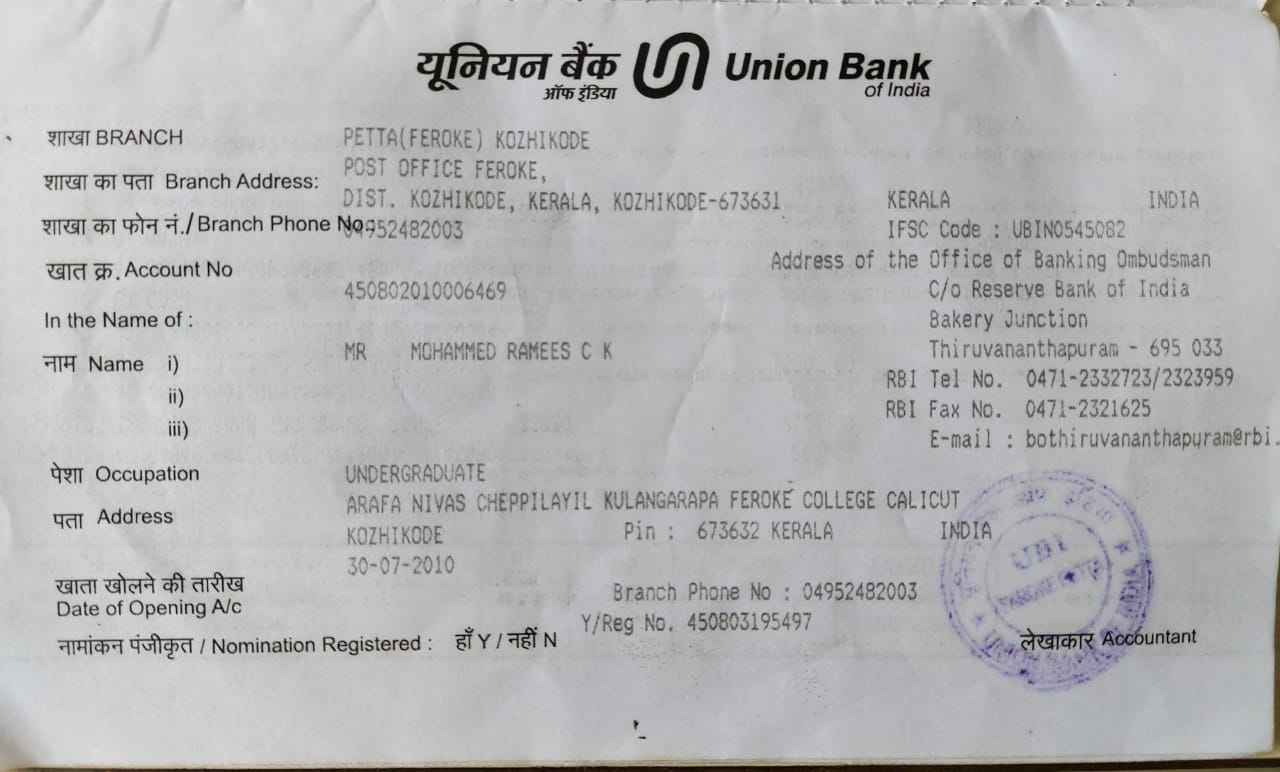 यूनियन बैंक Union Bank
ऑफ इंडिया of India
शाखा BRANCH PETTA(FEROKE) KOZHIKODE
POST OFFICE FEROKE,
शाखा का पता Branch Address:
DIST. KOZHIKODE, KERALA, KOZHIKODE-673631 KERALA INDIA
शाखा का फोन नं./ Branch Phone No.: 04952482003 IFSC Code : UBIN0545082
Address of the Office of Banking Ombudsman
खात क्र. Account No
450802010006469 C/o Reserve Bank of India
In the Name of : Bakery Junction
MR MOHAMMED RAMEES C K Thiruvananthapuram - 695 033
नाम Name i)
RBI Tel No. 0471-2332723/2323959
ii)
RBI Fax No. 0471-2321625
iii)
E-mail : bothiruvananthapuram@rbi.
पेशा Occupation UNDERGRADUATE
ARAFA NIVAS CHEPPILAYIL KULANGARAPA FEROKE COLLEGE CALICUT
पता Address
KOZHIKODE Pin : 673632 KERALA INDIA
30-07-2010
खाता खोलने की तारीख
Date of Opening A/c
Branch Phone No : 04952482003
Y/Reg No. 450803195497
नामांकन पंजीकृत / Nomination Registered : हाँ Y / नहीं N
लेखाकार Accountant
UBI